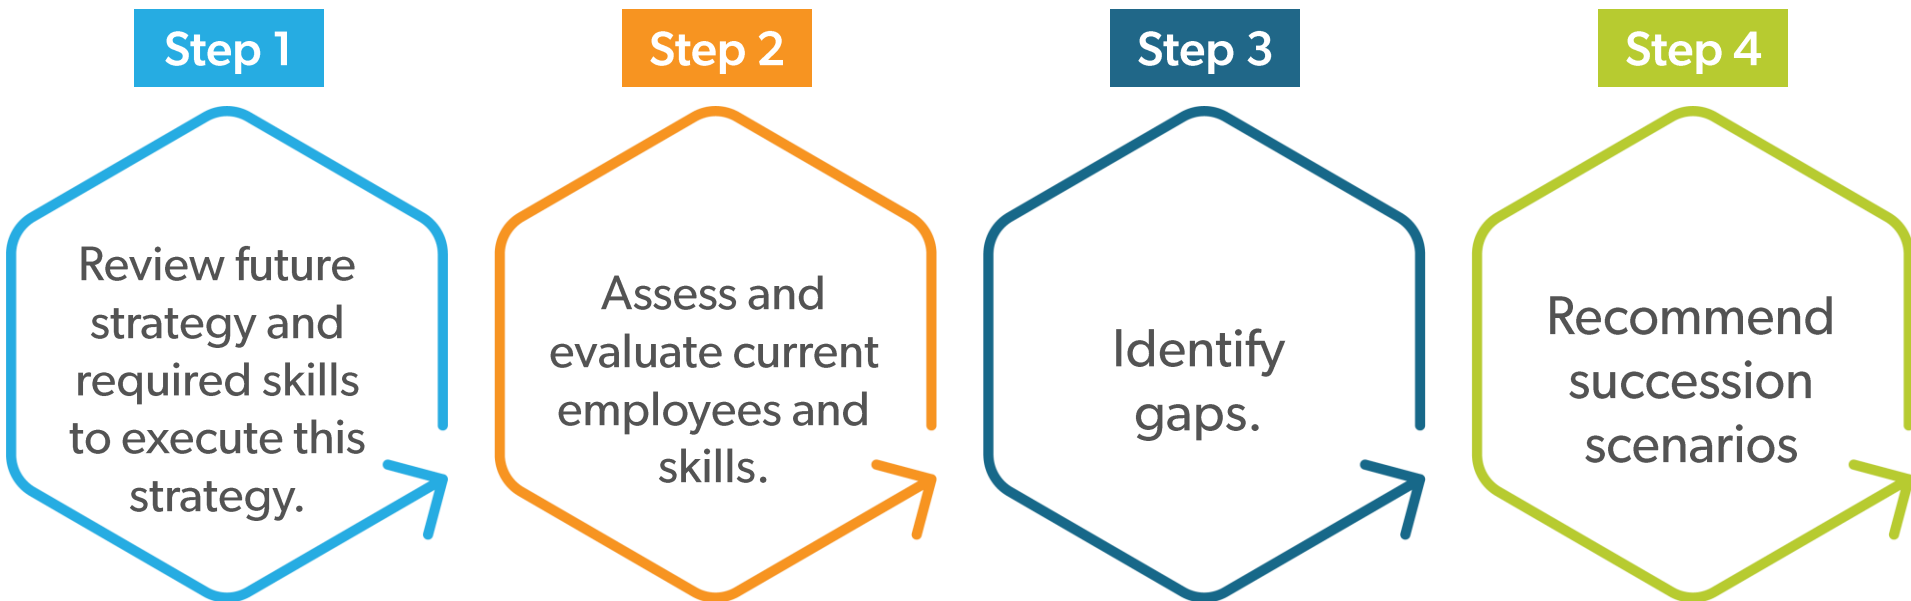 Step 1
Review future
strategy and
required skills
to execute this
strategy.
Step 2
Assess and
evaluate current
employees and
skills.
Step 3
Identify
gaps.
Step 4
Recommend
succession
scenarios